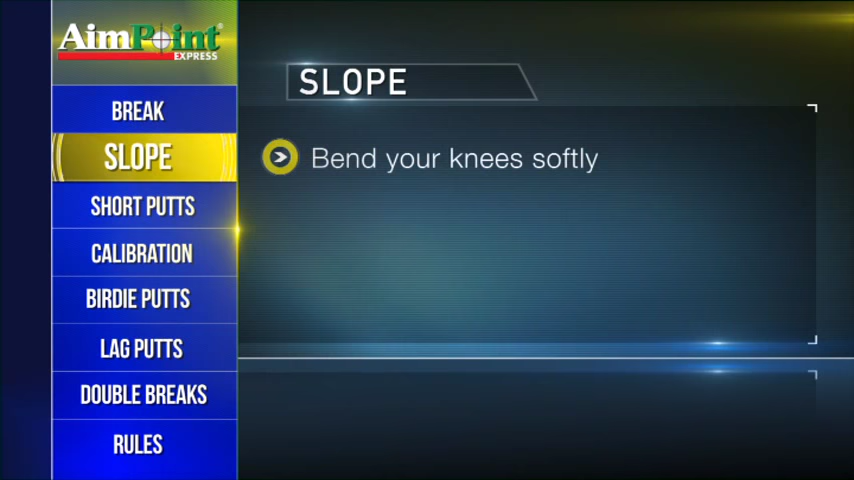 AimPoint®
EXPRESS
BREAK
SLOPE
SHORT PUTTS
CALIBRATION
BIRDIE PUTTS
LAG PUTTS
DOUBLE BREAKS
RULES
SLOPE
Bend your knees softly